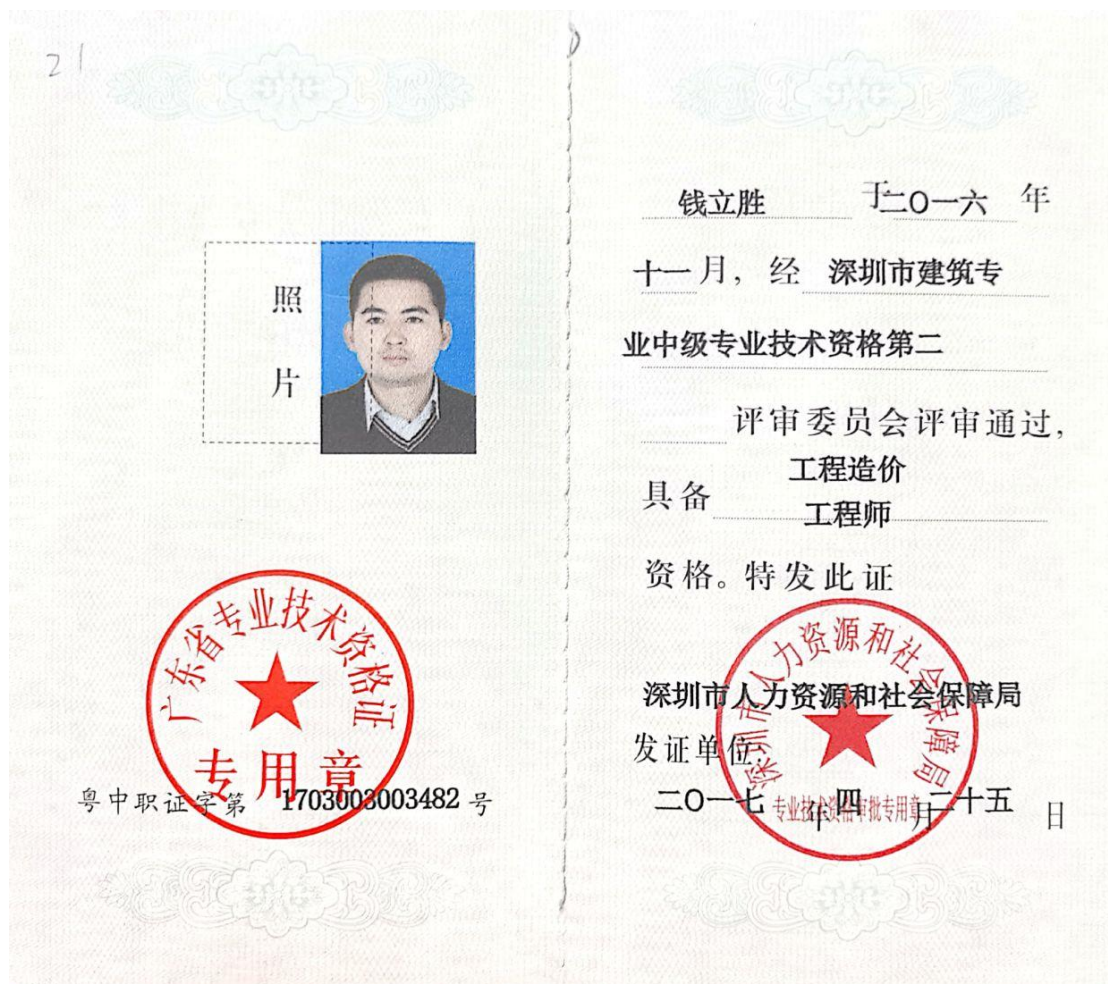 21
照
片
广东省专业技术资格证
专用章
粤中职证字第 1703003003482 号
钱立胜 于二〇一六 年
十一月，经 深圳市建筑专
业中级专业技术资格第二
评审委员会评审通过，
工程造价
具备
工程师
资格。特发此证
深圳市人力资源和社会保障局
深圳市人力资源和社会保障局
发证单位:
专业技术资格审批专用章
二〇一七 年 四 月 二十五 日